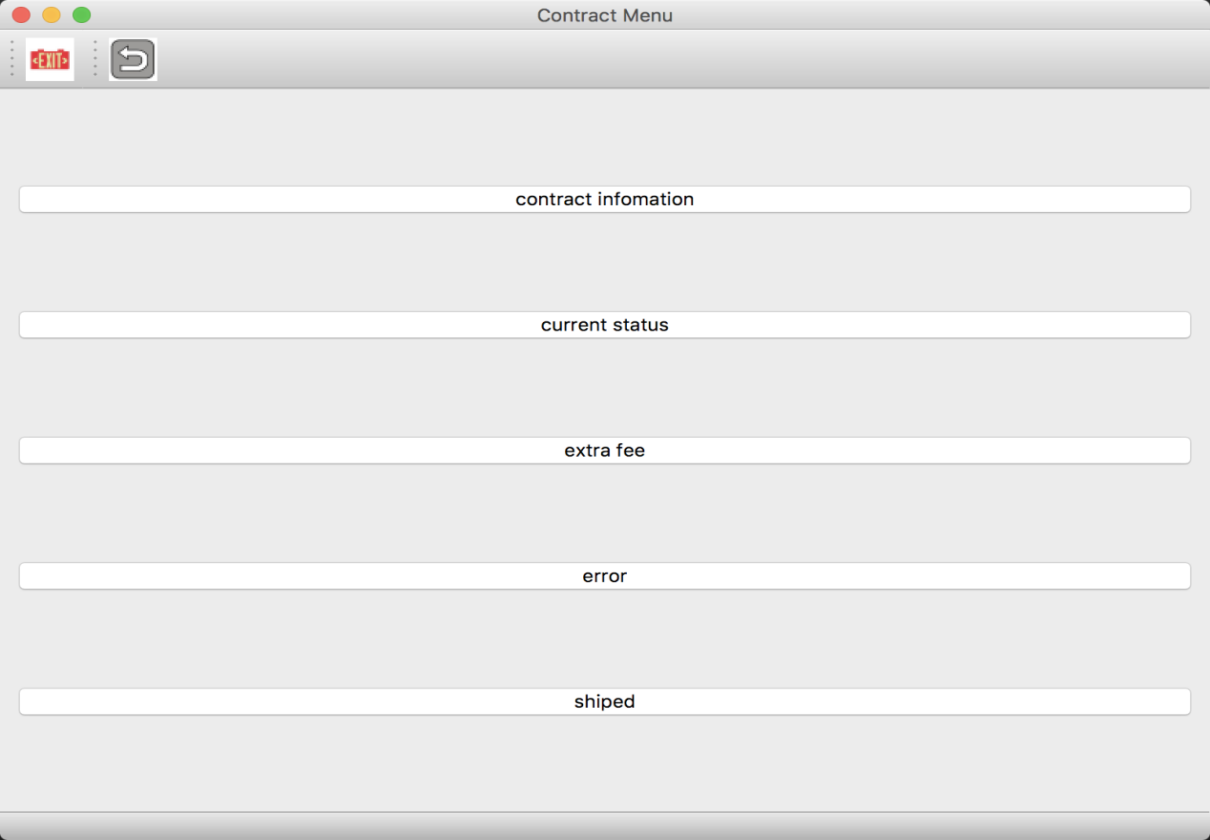 Contract Menu
<EXIT>
contract infomation
current status
extra fee
error
shiped